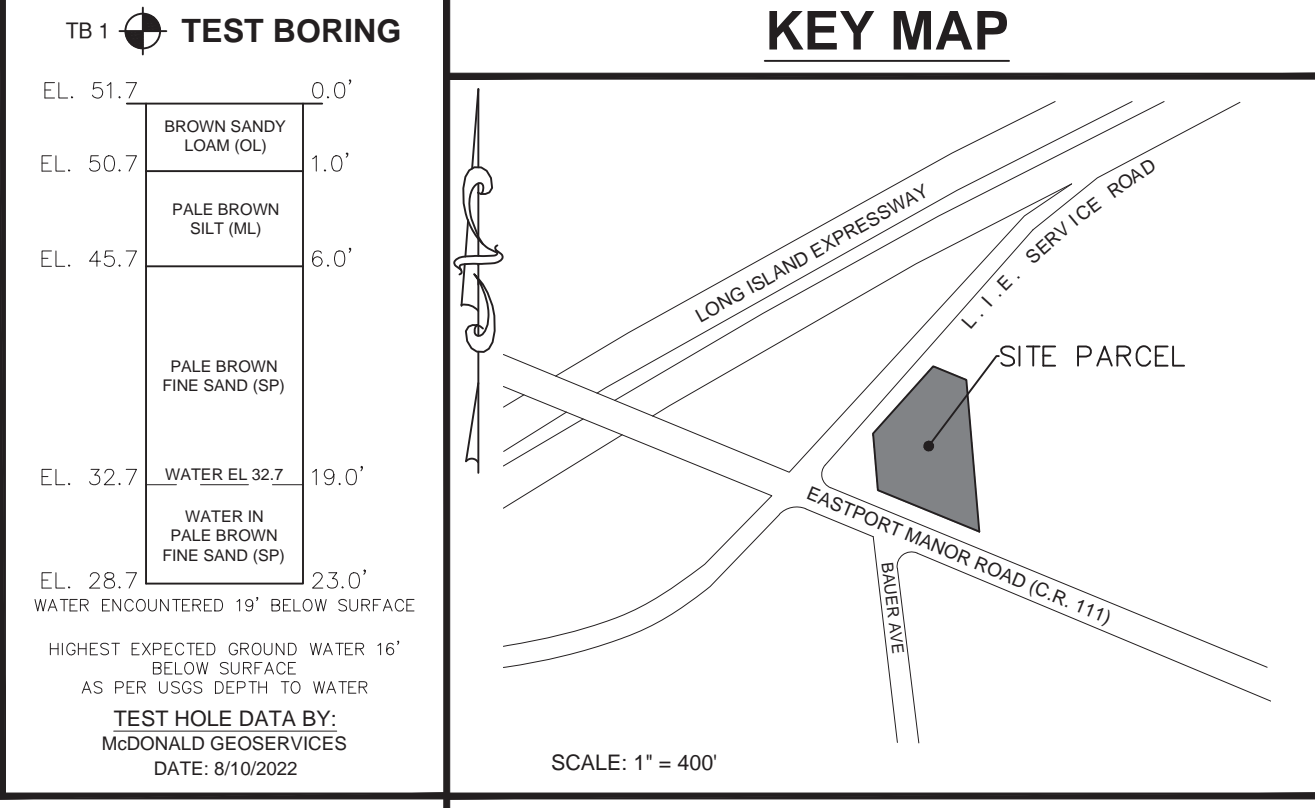 TB 1 TEST BORING
EL. 51.7 0.0'
BROWN SANDY
LOAM (OL)
EL. 50.7 1.0'
PALE BROWN
SILT (ML)
EL. 45.7 6.0'
PALE BROWN
FINE SAND (SP)
EL. 32.7 WATER EL 32.7 19.0'
WATER IN
PALE BROWN
FINE SAND (SP)
EL. 28.7 23.0'
WATER ENCOUNTERED 19' BELOW SURFACE
HIGHEST EXPECTED GROUND WATER 16'
BELOW SURFACE
AS PER USGS DEPTH TO WATER
TEST HOLE DATA BY:
McDONALD GEOSERVICES
DATE: 8/10/2022
KEY MAP
LONG ISLAND EXPRESSWAY
L.I.E. SERVICE ROAD
SITE PARCEL
EASTPORT MANOR ROAD (C.R. 111)
BAUER AVE
SCALE: 1" = 400'